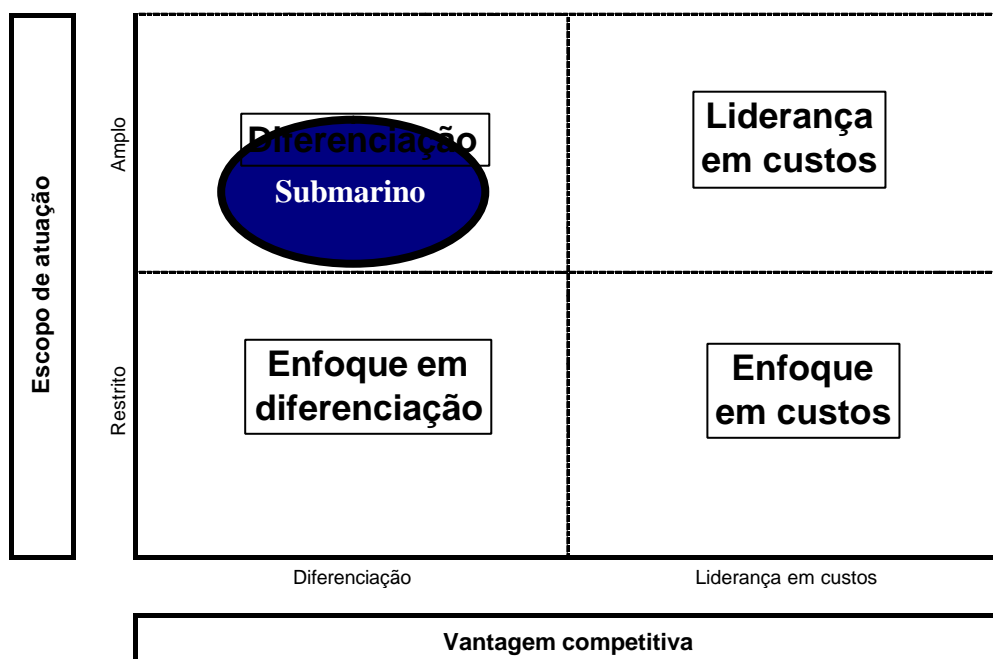 Escopo de atuação
Amplo
Restrito
Diferenciação
Submarino
Liderança
em custos
Enfoque em
diferenciação
Enfoque
em custos
Diferenciação
Liderança em custos
Vantagem competitiva